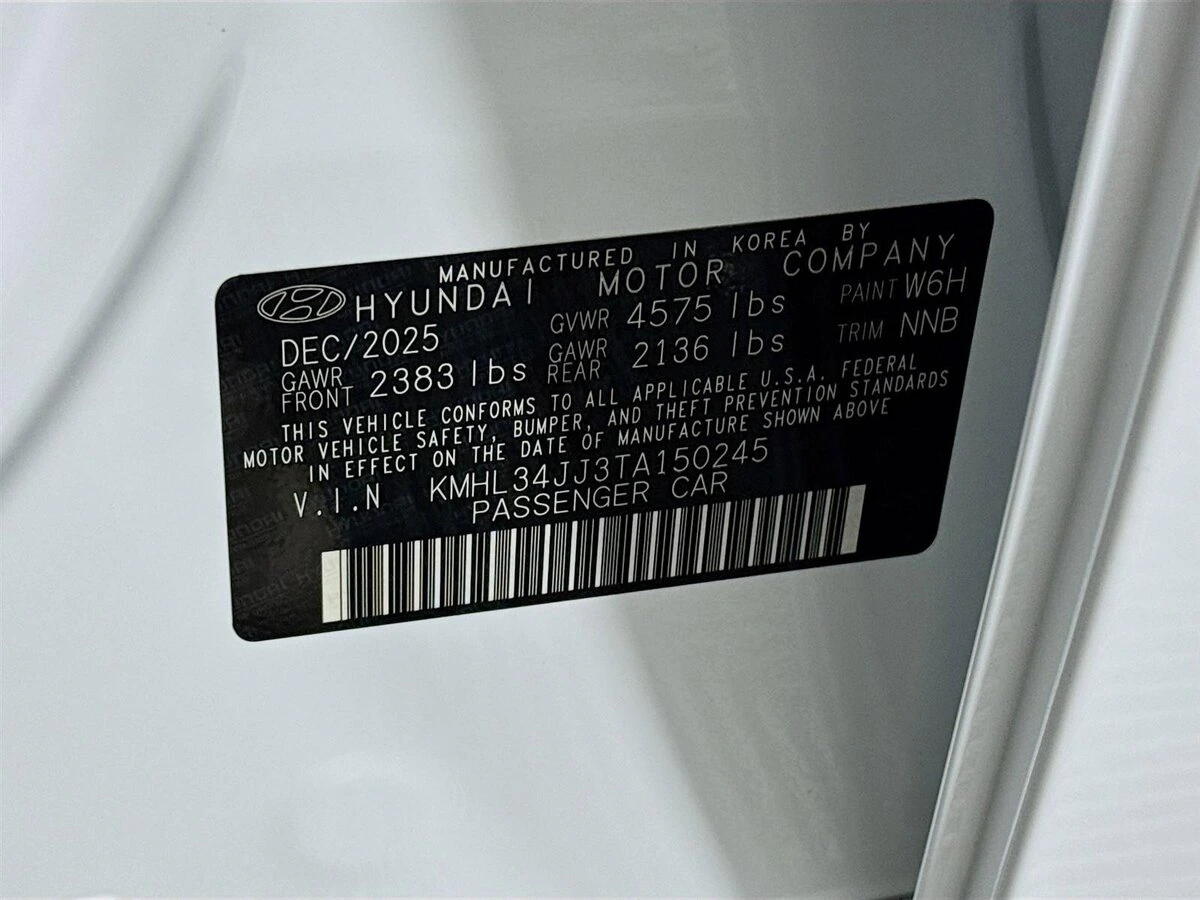 MANUFACTURED IN KOREA BY
HYUNDAI MOTOR COMPANY
DEC/2025 GVWR 4575 lbs PAINT W6H
GAWR FRONT 2383 lbs GAWR REAR 2136 lbs TRIM NNB
THIS VEHICLE CONFORMS TO ALL APPLICABLE U.S.A. FEDERAL
MOTOR VEHICLE SAFETY, BUMPER, AND THEFT PREVENTION STANDARDS
IN EFFECT ON THE DATE OF MANUFACTURE SHOWN ABOVE
V.I.N KMHL34JJ3TA150245
PASSENGER CAR